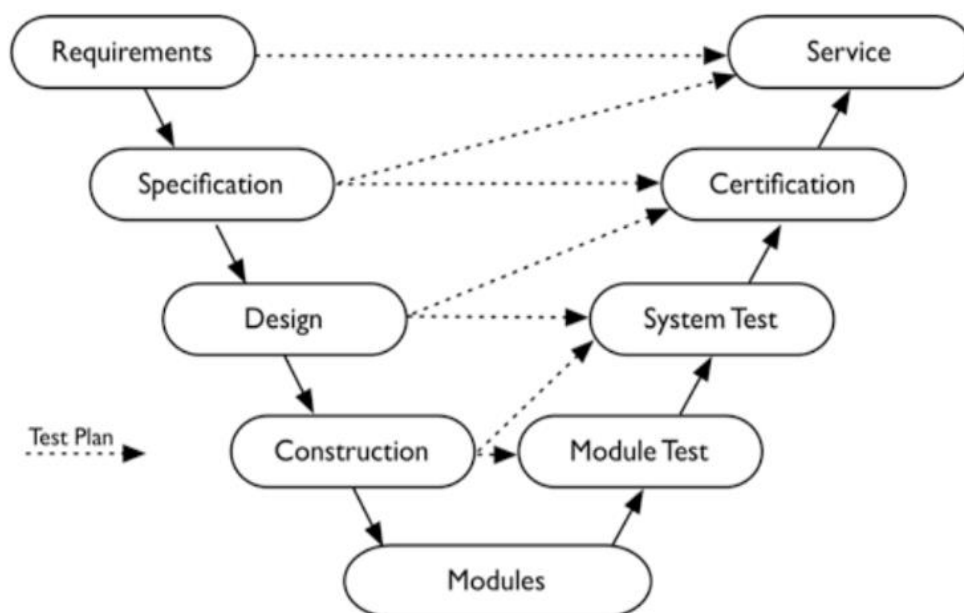 Requirements
Service
Specification
Certification
Design
System Test
Test Plan
Construction
Module Test
Modules